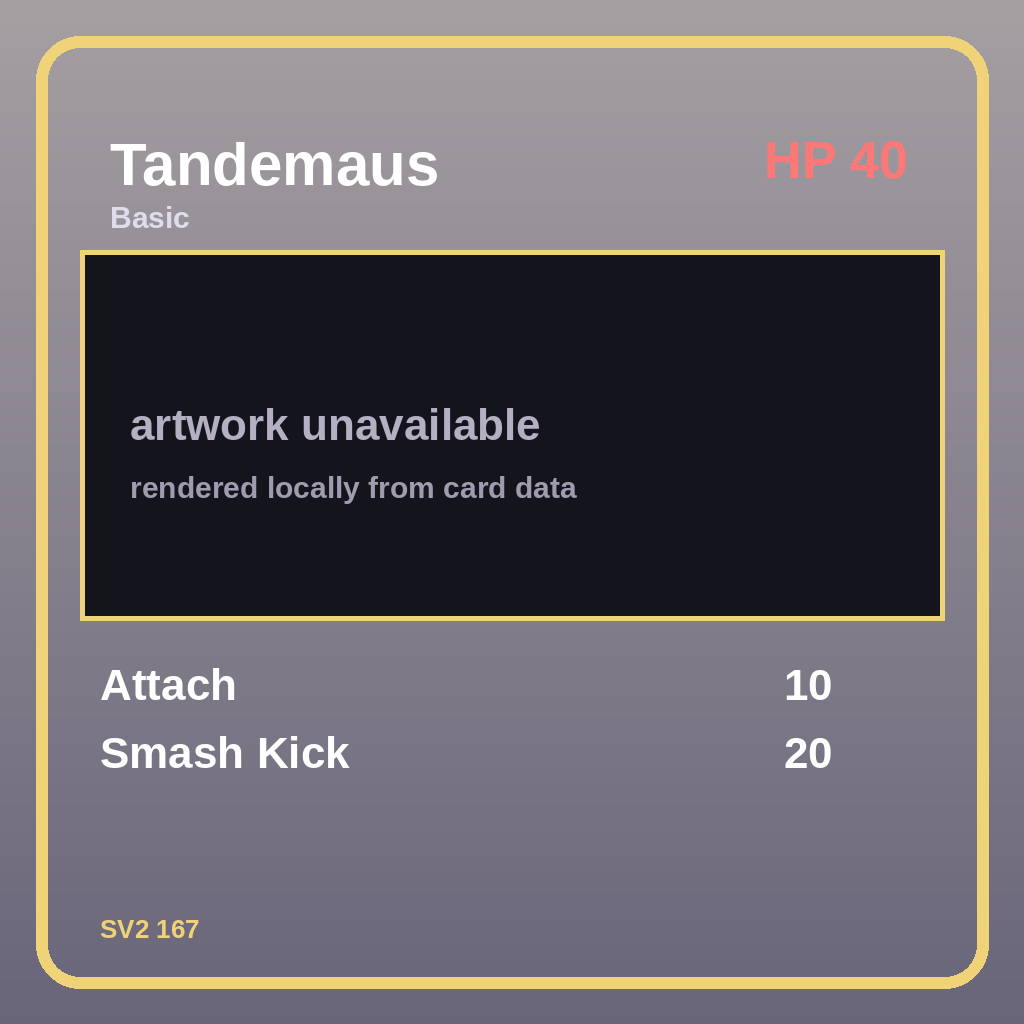 Tandemaus
HP 40
Basic
artwork unavailable
rendered locally from card data
Attach 10
Smash Kick 20
SV2 167